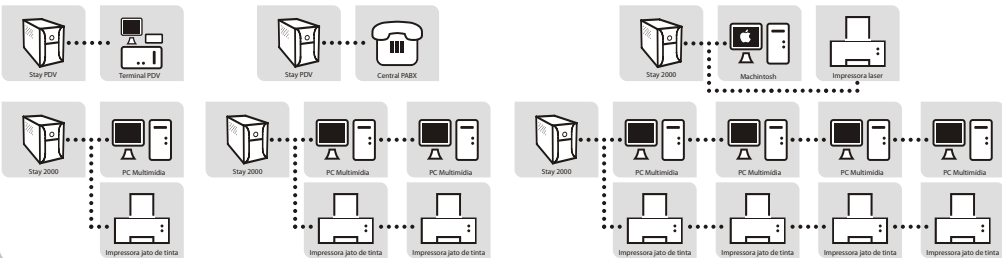 Stay PDV
Terminal PDV
Stay PDV
Central PABX
Stay 2000
Machintosh
Impressora laser
Stay 2000
PC Multimídia
Impressora jato de tinta
Stay 2000
PC Multimídia
PC Multimídia
Impressora jato de tinta
Impressora jato de tinta
Stay 2000
PC Multimídia
PC Multimídia
PC Multimídia
PC Multimídia
Impressora jato de tinta
Impressora jato de tinta
Impressora jato de tinta
Impressora jato de tinta